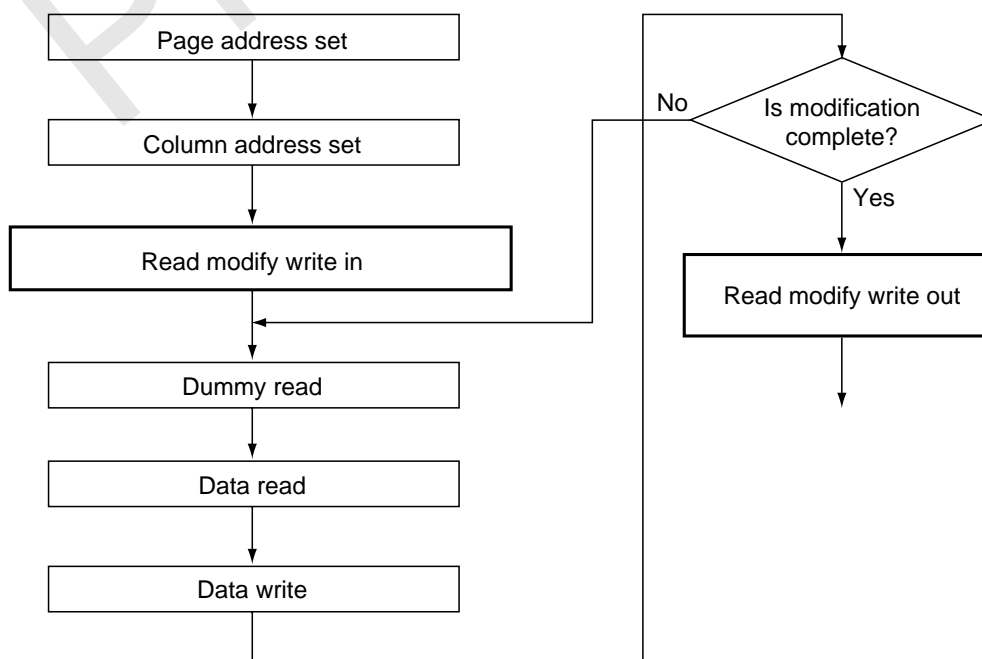 Page address set
Column address set
Read modify write in
Dummy read
Data read
Data write
No
Is modification
complete?
Yes
Read modify write out